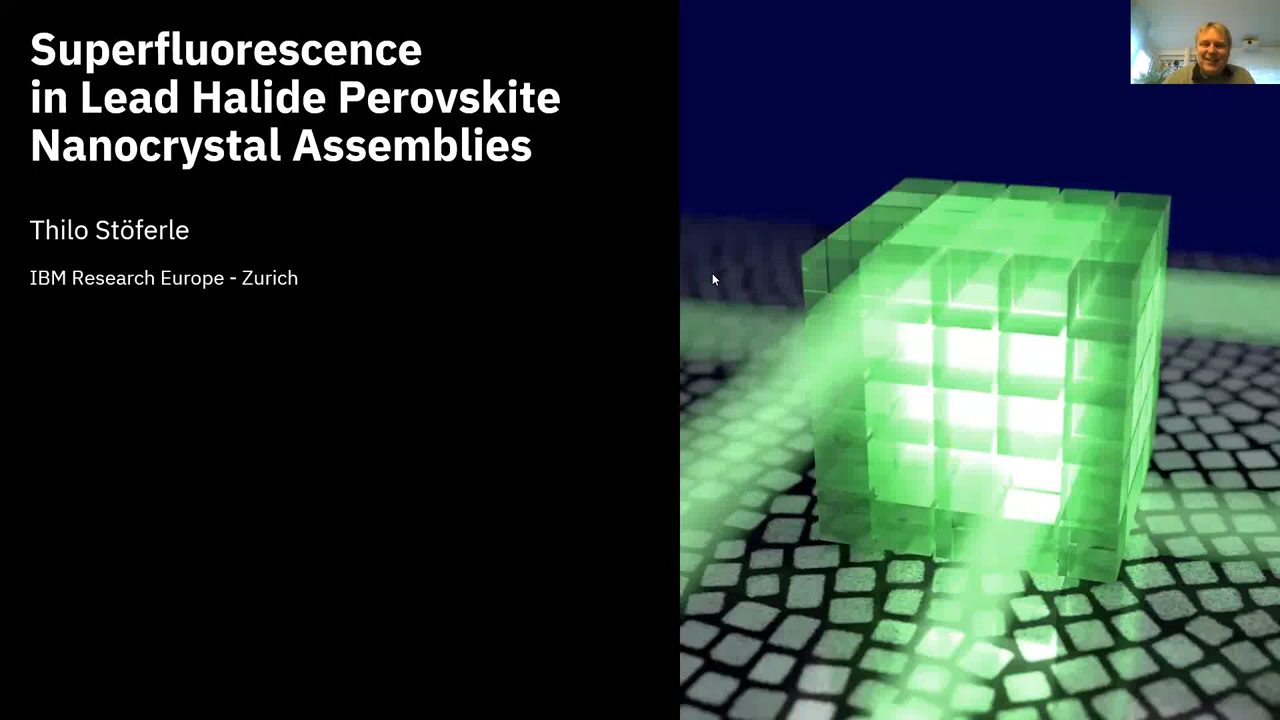 Superfluorescence
in Lead Halide Perovskite
Nanocrystal Assemblies
Thilo Stöferle
IBM Research Europe - Zurich